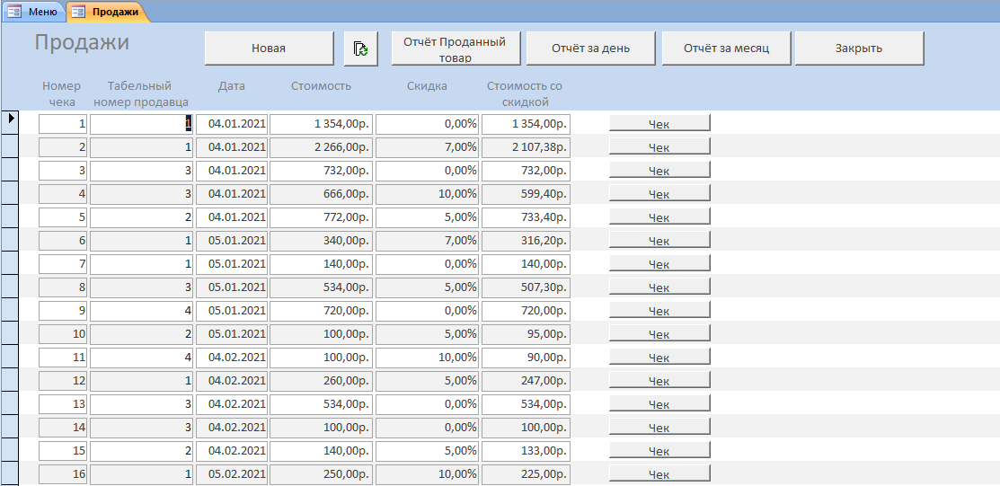 Меню Продажи
Продажи Новая Отчёт Проданный товар Отчёт за день Отчёт за месяц Закрыть
Номер чека Табельный номер продавца Дата Стоимость Скидка Стоимость со скидкой
1 1 04.01.2021 1 354,00р. 0,00% 1 354,00р. Чек
2 1 04.01.2021 2 266,00р. 7,00% 2 107,38р. Чек
3 3 04.01.2021 732,00р. 0,00% 732,00р. Чек
4 3 04.01.2021 666,00р. 10,00% 599,40р. Чек
5 2 04.01.2021 772,00р. 5,00% 733,40р. Чек
6 1 05.01.2021 340,00р. 7,00% 316,20р. Чек
7 1 05.01.2021 140,00р. 0,00% 140,00р. Чек
8 3 05.01.2021 534,00р. 5,00% 507,30р. Чек
9 4 05.01.2021 720,00р. 0,00% 720,00р. Чек
10 2 05.01.2021 100,00р. 5,00% 95,00р. Чек
11 4 04.02.2021 100,00р. 10,00% 90,00р. Чек
12 1 04.02.2021 260,00р. 5,00% 247,00р. Чек
13 3 04.02.2021 534,00р. 0,00% 534,00р. Чек
14 3 04.02.2021 100,00р. 0,00% 100,00р. Чек
15 2 04.02.2021 140,00р. 5,00% 133,00р. Чек
16 1 05.02.2021 250,00р. 10,00% 225,00р. Чек